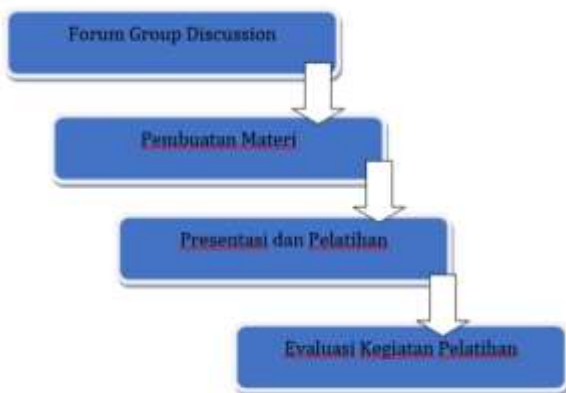 Forum Group Discussion
Pembuatan Materi
Presentasi dan Pelatihan
Evaluasi Kegiatan Pelatihan